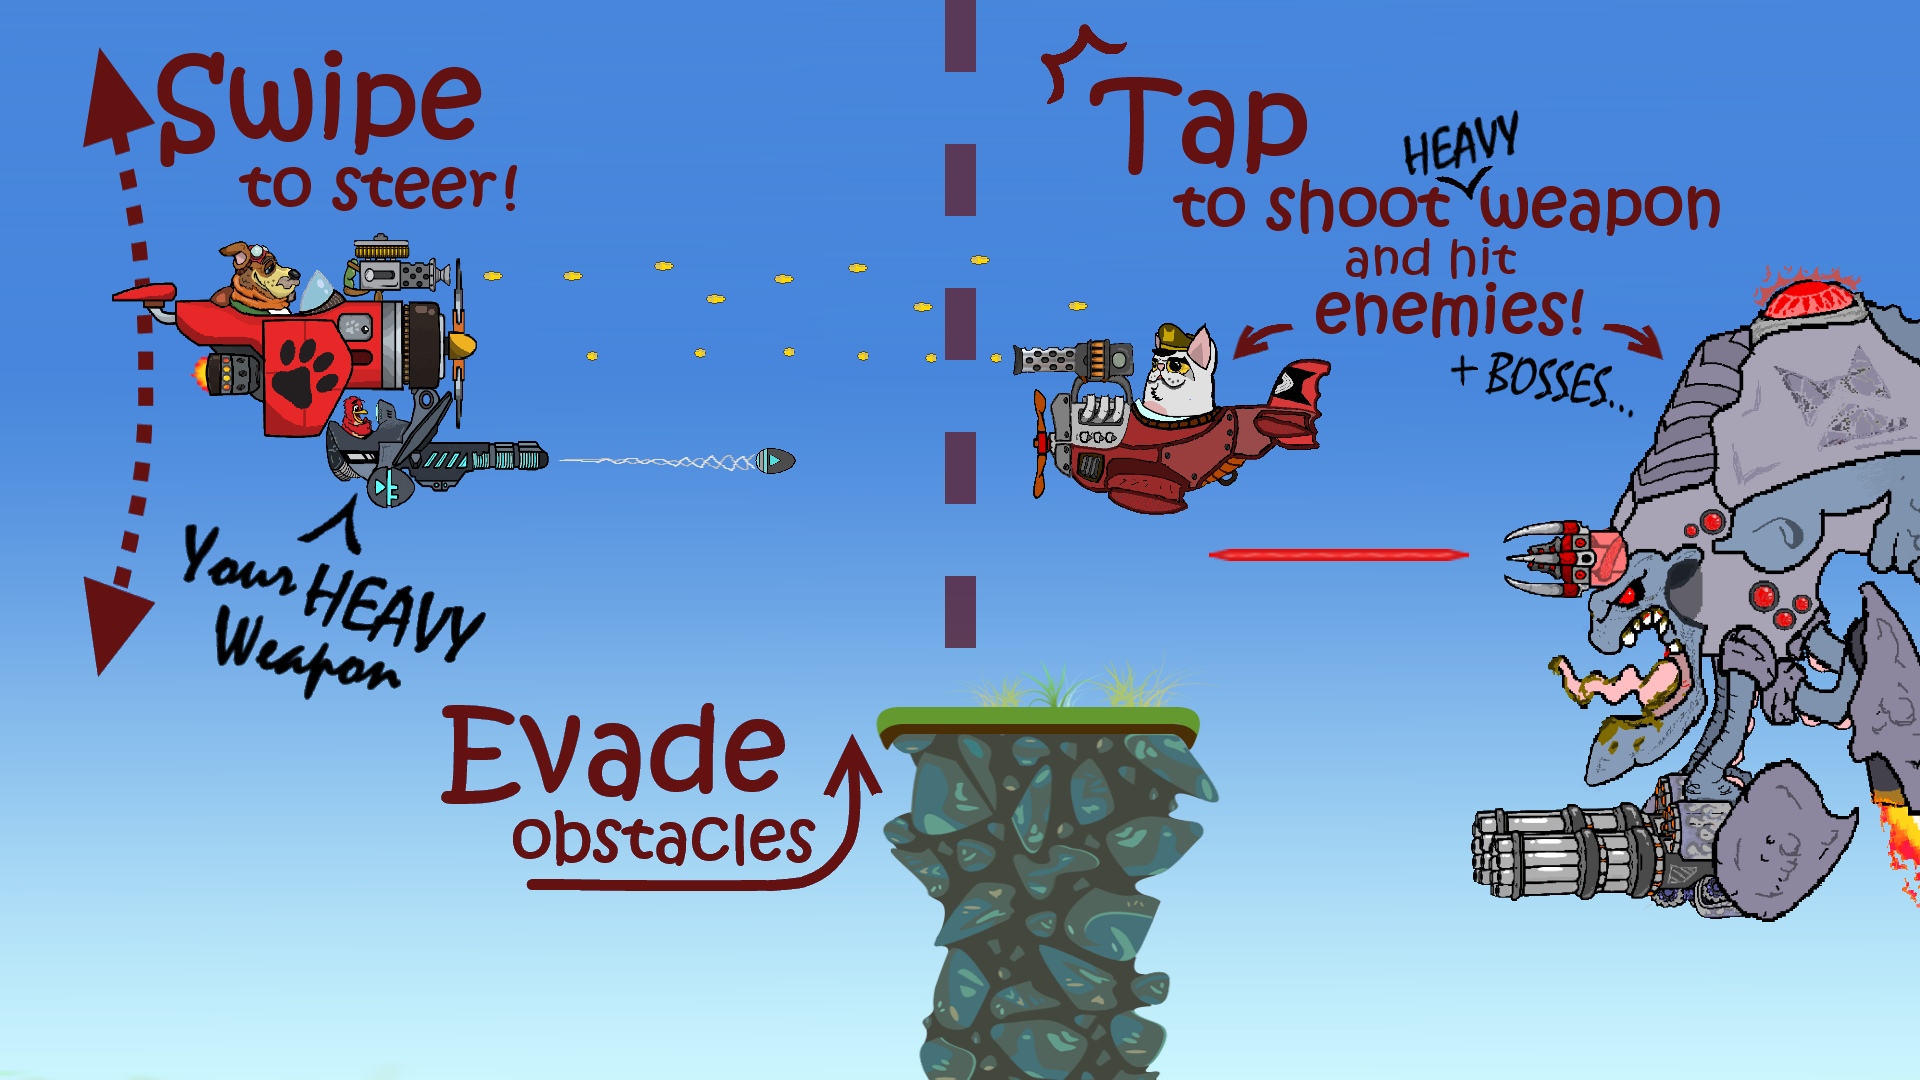 Swipe
to steer!
Tap
HEAVY
to shoot weapon
and hit
enemies!
+ BOSSES...
Your HEAVY
Weapon
Evade
obstacles